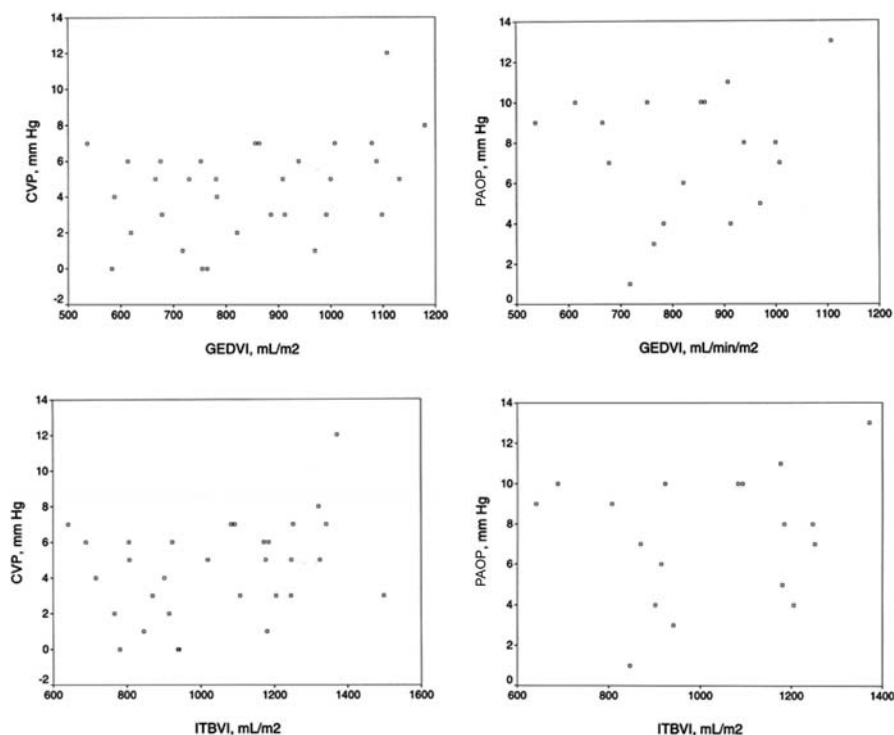 14
12
10
8
6
4
2
0
-2
CVP, mm Hg
500 600 700 800 900 1000 1100 1200
GEDVI, mL/m2
14
12
10
8
6
4
2
0
PAOP, mm Hg
500 600 700 800 900 1000 1100 1200
GEDVI, mL/min/m2
14
12
10
8
6
4
2
0
-2
CVP, mm Hg
600 800 1000 1200 1400 1600
ITBVI, mL/m2
14
12
10
8
6
4
2
0
PAOP, mm Hg
600 800 1000 1200 1400
ITBVI, mL/m2